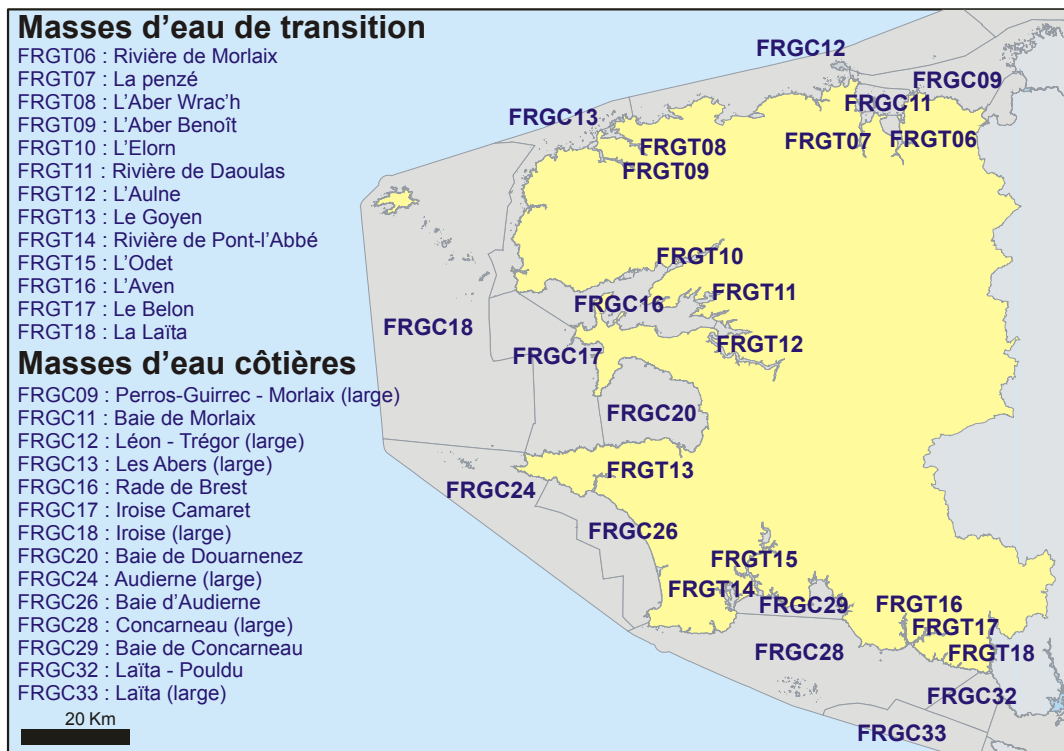 Masses d'eau de transition
FRGT06 : Rivière de Morlaix
FRGT07 : La penzé
FRGT08 : L'Aber Wrac'h
FRGT09 : L'Aber Benoît
FRGT10 : L'Elorn
FRGT11 : Rivière de Daoulas
FRGT12 : L'Aulne
FRGT13 : Le Goyen
FRGT14 : Rivière de Pont-l'Abbé
FRGT15 : L'Odet
FRGT16 : L'Aven
FRGT17 : Le Belon
FRGT18 : La Laïta
Masses d'eau côtières
FRGC09 : Perros-Guirrec - Morlaix (large)
FRGC11 : Baie de Morlaix
FRGC12 : Léon - Trégor (large)
FRGC13 : Les Abers (large)
FRGC16 : Rade de Brest
FRGC17 : Iroise Camaret
FRGC18 : Iroise (large)
FRGC20 : Baie de Douarnenez
FRGC24 : Audierne (large)
FRGC26 : Baie d'Audierne
FRGC28 : Concarneau (large)
FRGC29 : Baie de Concarneau
FRGC32 : Laïta - Pouldu
FRGC33 : Laïta (large)
20 Km
FRGC12
FRGC09
FRGC11
FRGC13
FRGT08
FRGT07
FRGT06
FRGT09
FRGT10
FRGT11
FRGC16
FRGC18
FRGC17
FRGT12
FRGC20
FRGT13
FRGC24
FRGC26
FRGT15
FRGT14
FRGC29
FRGT16
FRGT17
FRGC28
FRGT18
FRGC32
FRGC33